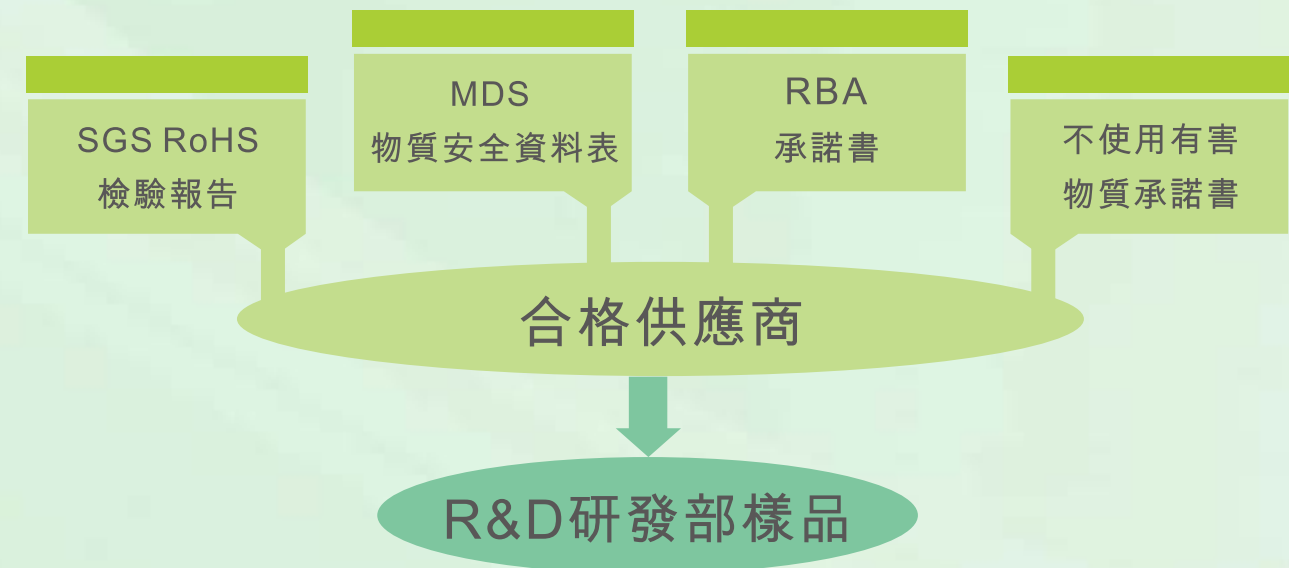 SGS RoHS
檢驗報告
MDS
物質安全資料表
RBA
承諾書
不使用有害
物質承諾書
合格供應商
R&D研發部樣品